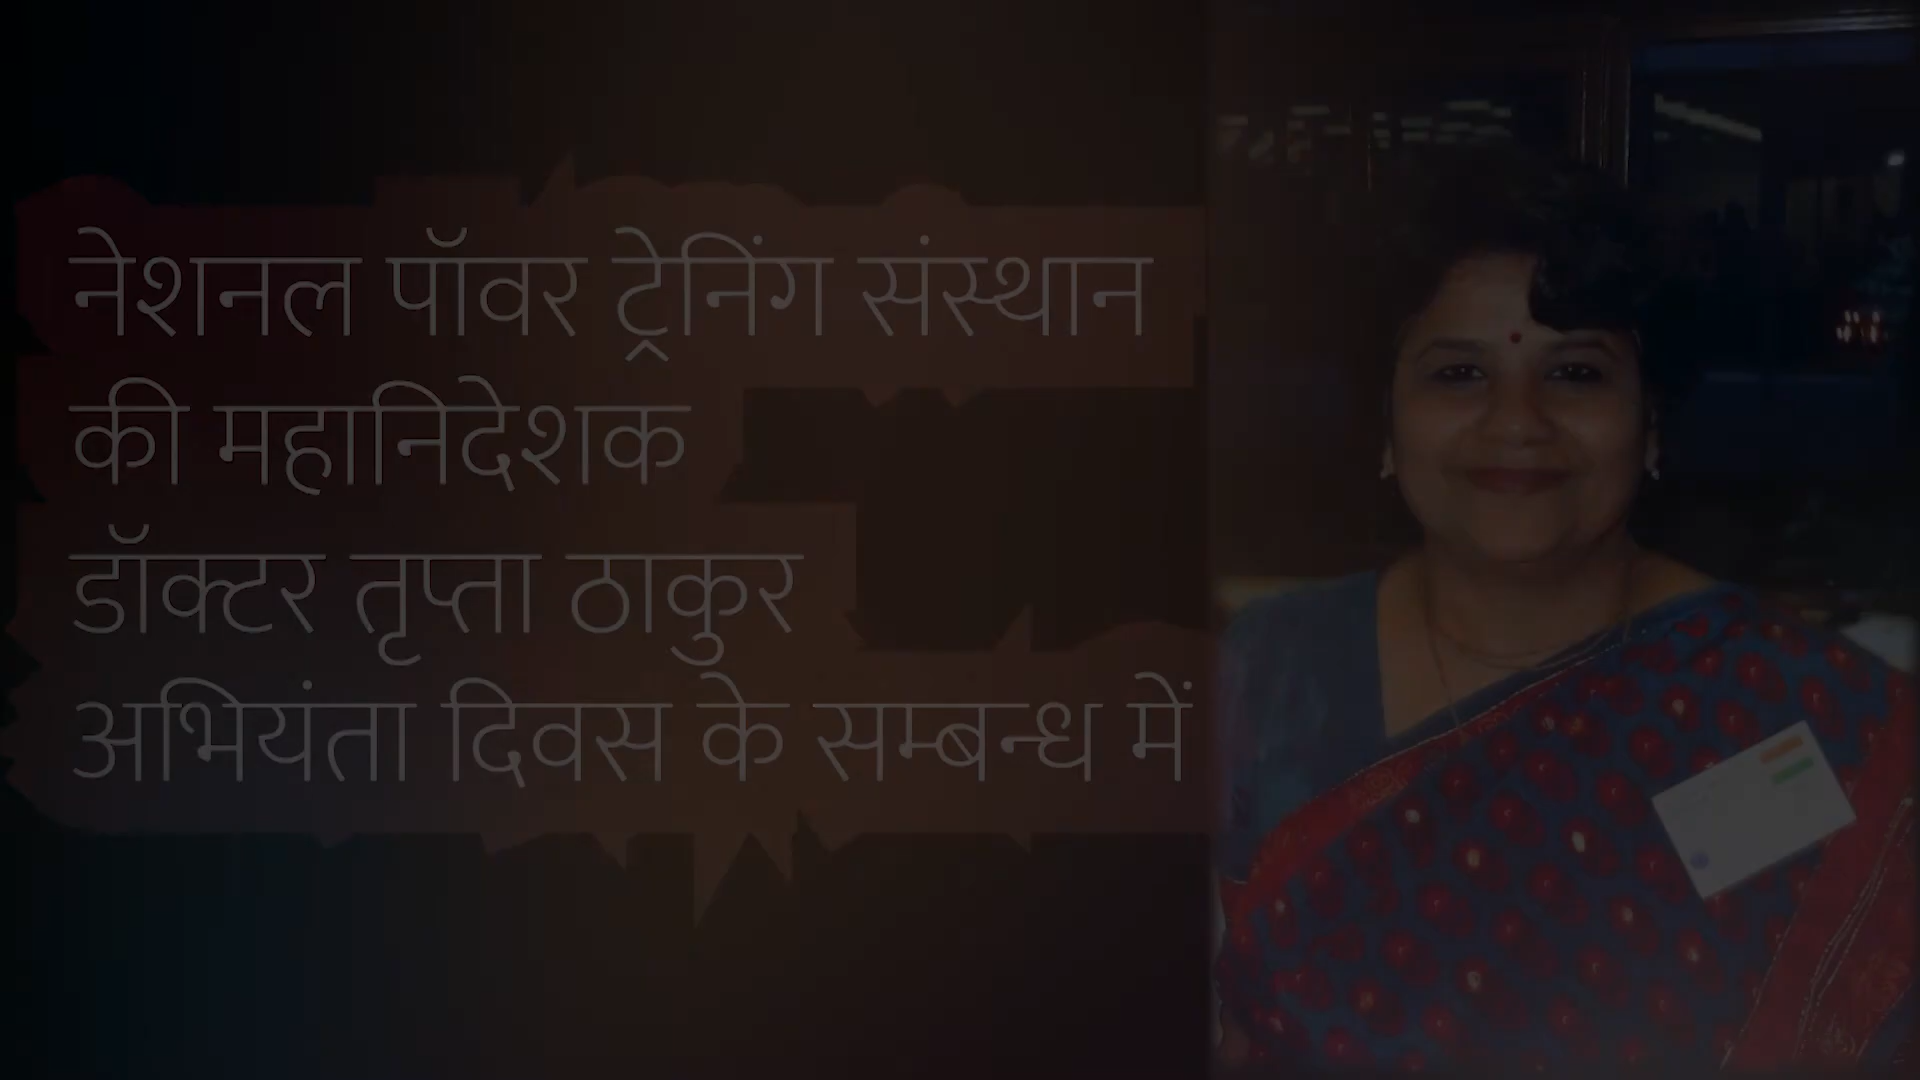 नेशनल पॉवर ट्रेनिंग संस्थान
की महानिदेशक
डॉक्टर तृप्ता ठाकुर
अभियंता दिवस के सम्बन्ध में